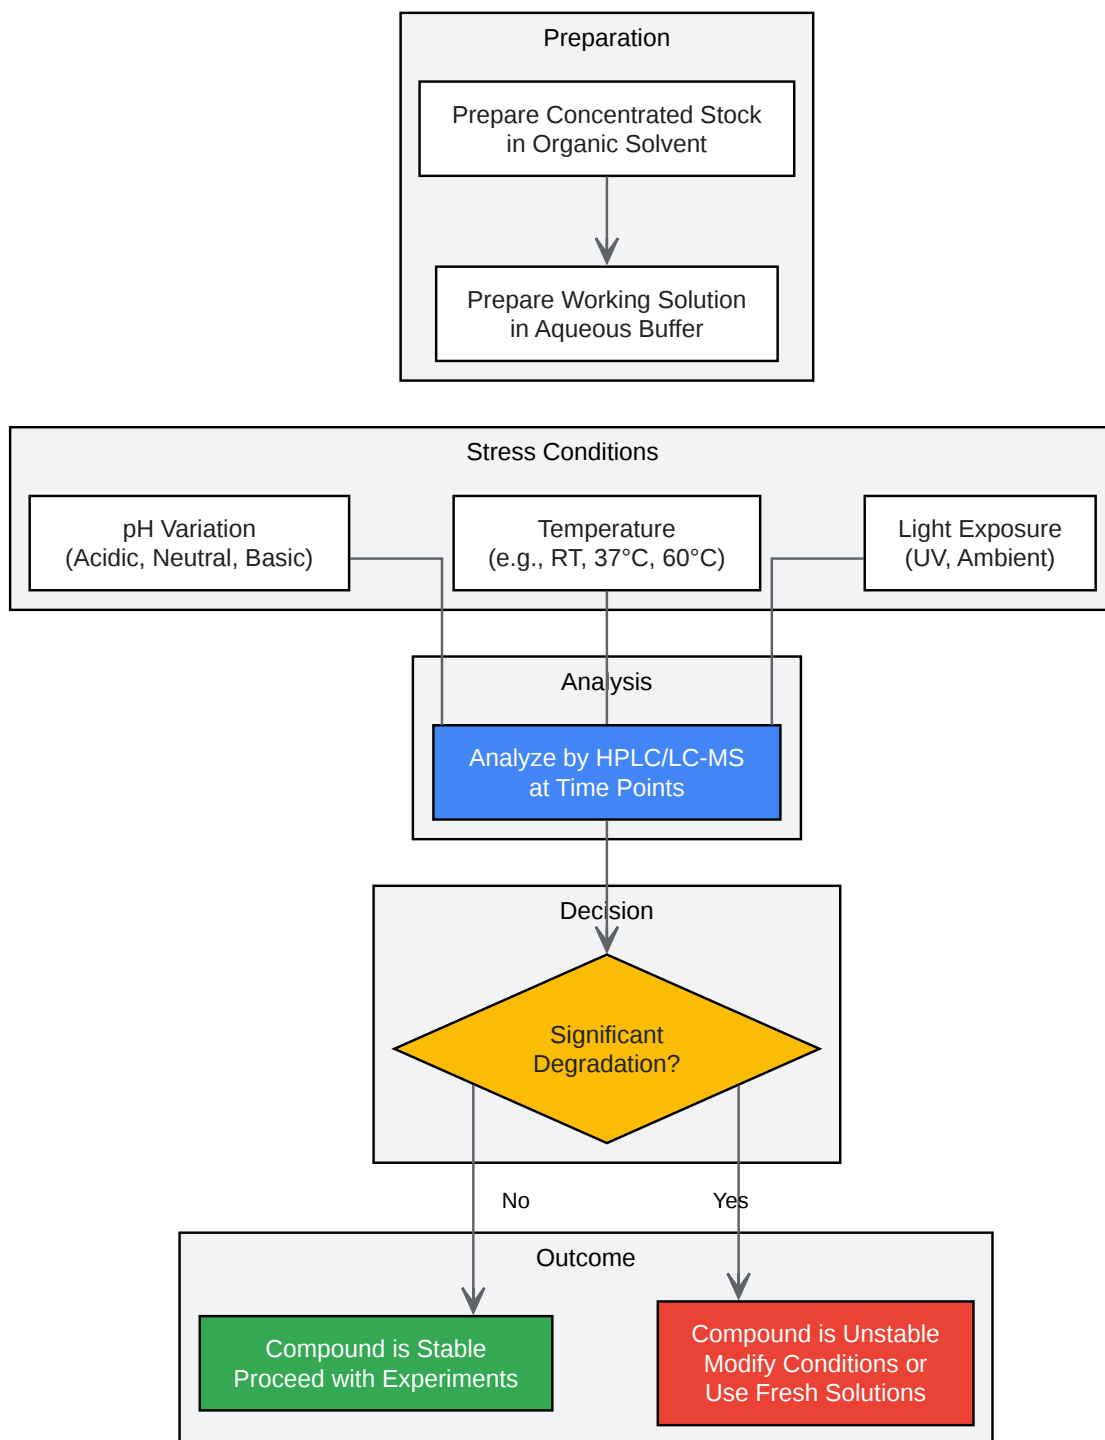 Preparation
Prepare Concentrated Stock
in Organic Solvent
Prepare Working Solution
in Aqueous Buffer
Stress Conditions
pH Variation
(Acidic, Neutral, Basic)
Temperature
(e.g., RT, 37°C, 60°C)
Light Exposure
(UV, Ambient)
Analysis
Analyze by HPLC/LC-MS
at Time Points
Decision
Significant
Degradation?
No
Yes
Outcome
Compound is Stable
Proceed with Experiments
Compound is Unstable
Modify Conditions or
Use Fresh Solutions